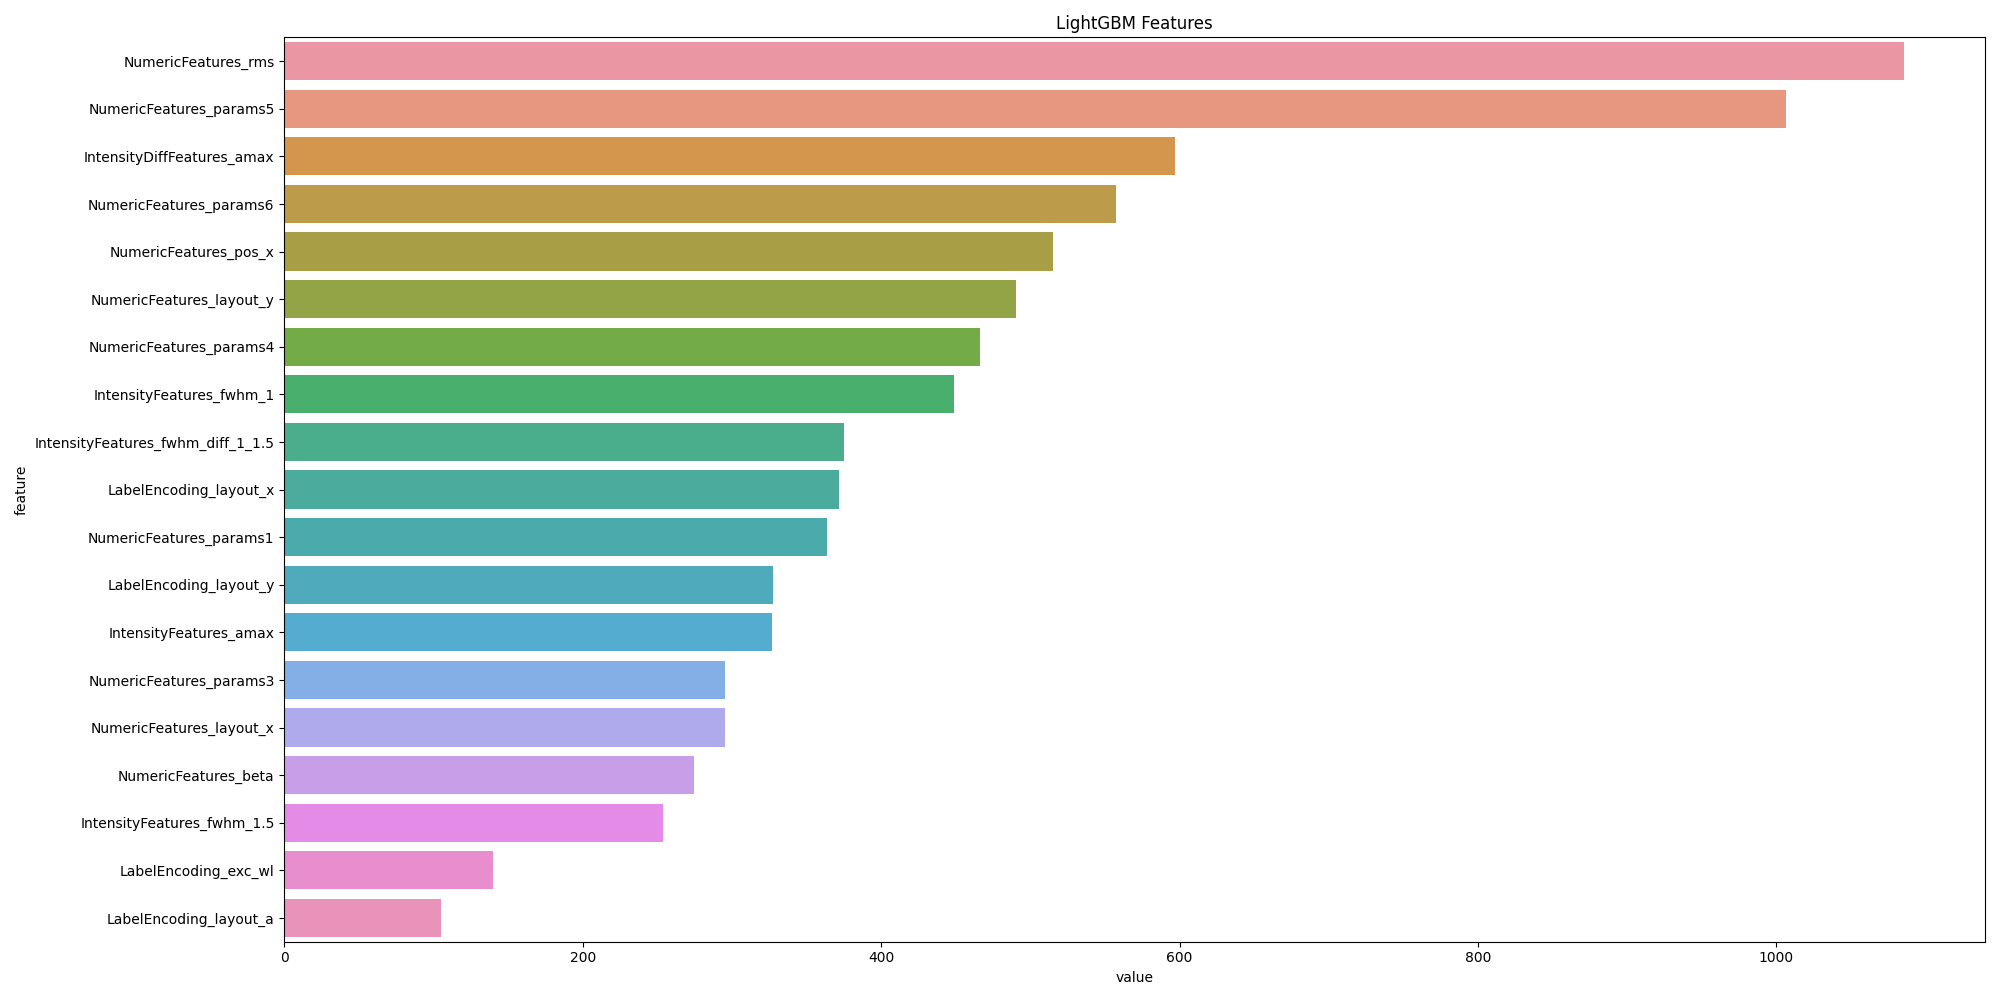 LightGBM Features
NumericFeatures_rms
NumericFeatures_params5
IntensityDiffFeatures_amax
NumericFeatures_params6
NumericFeatures_pos_x
NumericFeatures_layout_y
NumericFeatures_params4
IntensityFeatures_fwhm_1
IntensityFeatures_fwhm_diff_1_1.5
LabelEncoding_layout_x
NumericFeatures_params1
LabelEncoding_layout_y
IntensityFeatures_amax
NumericFeatures_params3
NumericFeatures_layout_x
NumericFeatures_beta
IntensityFeatures_fwhm_1.5
LabelEncoding_exc_wl
LabelEncoding_layout_a
feature
0 200 400 600 800 1000
value